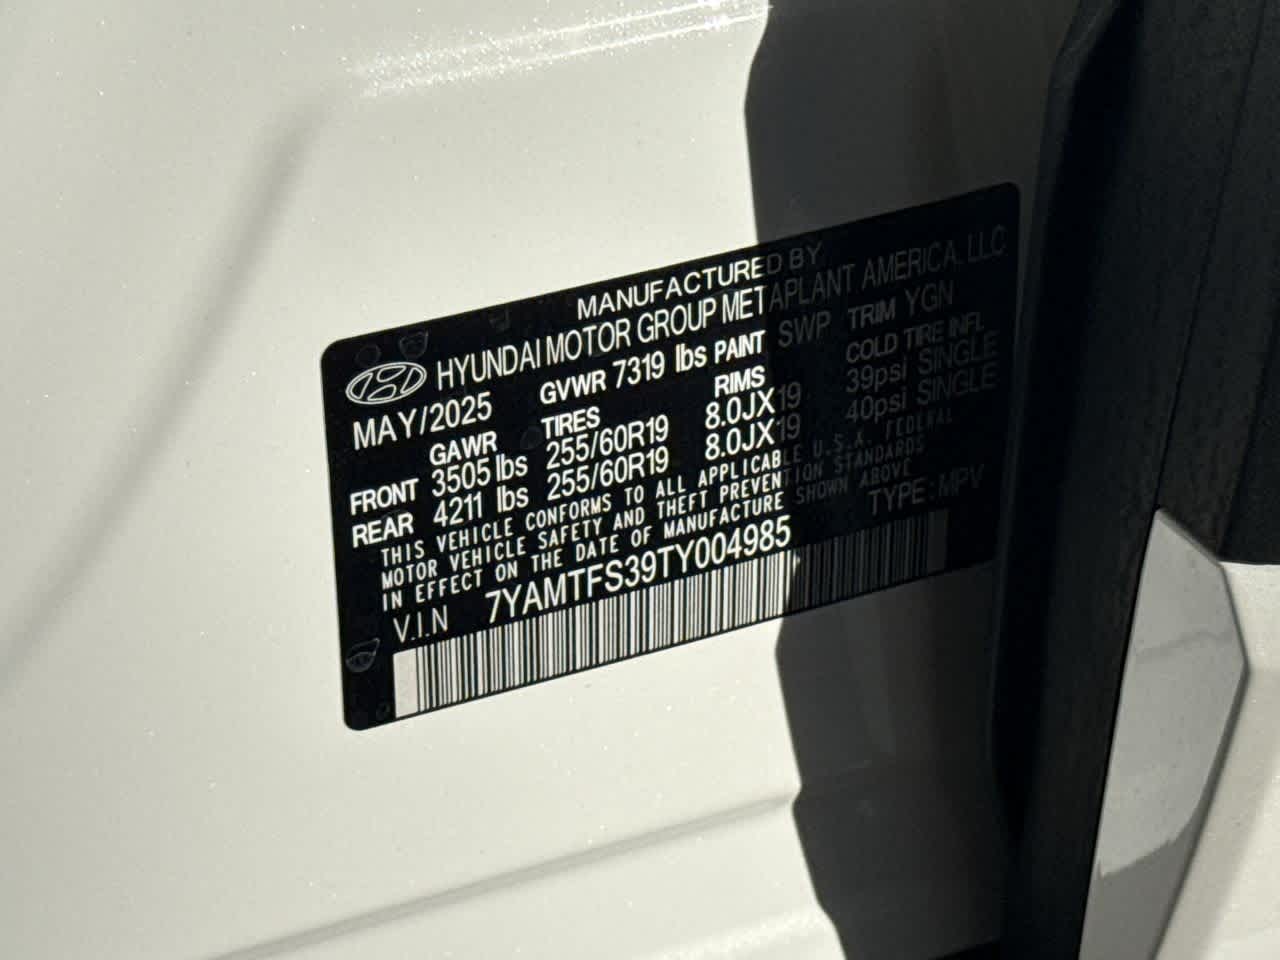 MANUFACTURED BY
HYUNDAI MOTOR GROUP METAPLANT AMERICA, LLC
MAY/2025 GVWR 7319 lbs PAINT SWP TRIM YGN
GAWR TIRES RIMS COLD TIRE INFL
FRONT 3505 lbs 255/60R19 8.0JX19 39psi SINGLE
REAR 4211 lbs 255/60R19 8.0JX19 40psi SINGLE
THIS VEHICLE CONFORMS TO ALL APPLICABLE U.S.A. FEDERAL
MOTOR VEHICLE SAFETY AND THEFT PREVENTION STANDARDS
IN EFFECT ON THE DATE OF MANUFACTURE SHOWN ABOVE
V.I.N 7YAMTFS39TY004985 TYPE: MPV